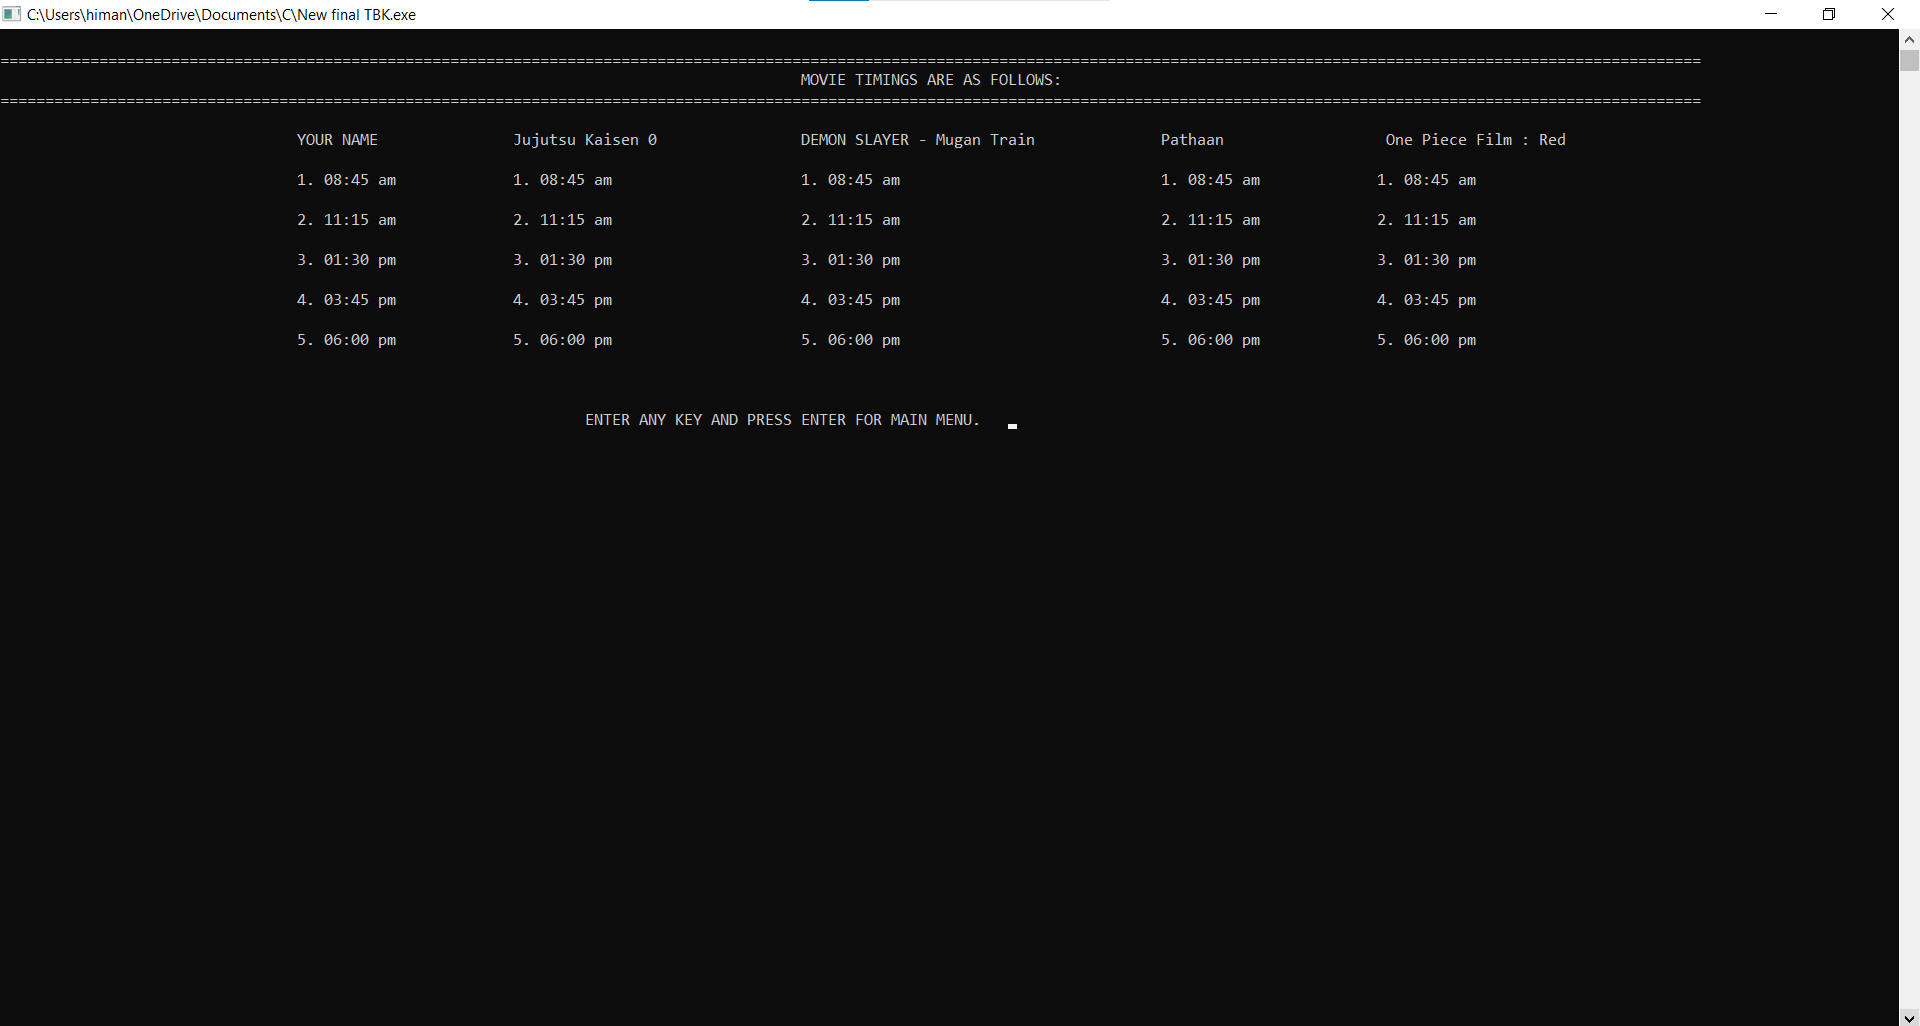 C:\Users\himan\OneDrive\Documents\C\New final TBK.exe
=============================================================================================================================================================================================
MOVIE TIMINGS ARE AS FOLLOWS:
=============================================================================================================================================================================================
YOUR NAME Jujutsu Kaisen 0 DEMON SLAYER - Mugan Train Pathaan One Piece Film : Red
1. 08:45 am 1. 08:45 am 1. 08:45 am 1. 08:45 am 1. 08:45 am
2. 11:15 am 2. 11:15 am 2. 11:15 am 2. 11:15 am 2. 11:15 am
3. 01:30 pm 3. 01:30 pm 3. 01:30 pm 3. 01:30 pm 3. 01:30 pm
4. 03:45 pm 4. 03:45 pm 4. 03:45 pm 4. 03:45 pm 4. 03:45 pm
5. 06:00 pm 5. 06:00 pm 5. 06:00 pm 5. 06:00 pm 5. 06:00 pm
ENTER ANY KEY AND PRESS ENTER FOR MAIN MENU.